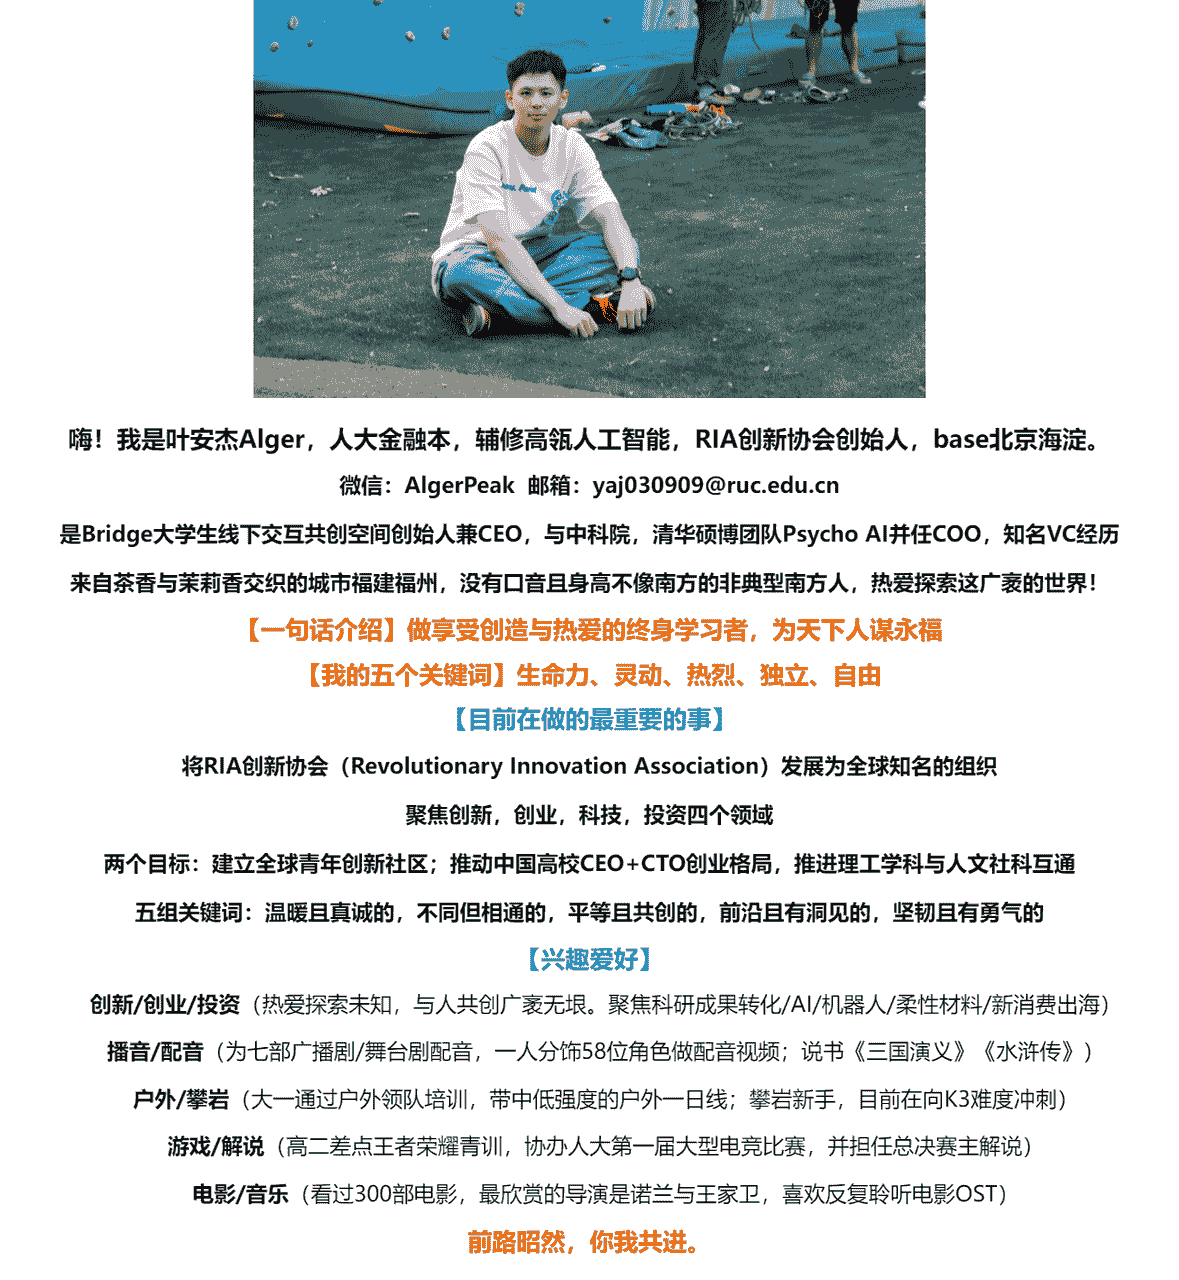 嗨！我是叶安杰Alger，人大金融本，辅修高瓴人工智能，RIA创新协会创始人，base北京海淀。
微信：AlgerPeak 邮箱：yaj030909@ruc.edu.cn
是Bridge大学生线下交互共创空间创始人兼CEO，与中科院，清华硕博团队Psycho AI并任COO，知名VC经历
来自茶香与茉莉香交织的城市福建福州，没有口音且身高不像南方的非典型南方人，热爱探索这广袤的世界！
【一句话介绍】做享受创造与热爱的终身学习者，为天下人谋永福
【我的五个关键词】生命力、灵动、热烈、独立、自由
【目前在做的最重要的事】
将RIA创新协会（Revolutionary Innovation Association）发展为全球知名的组织
聚焦创新，创业，科技，投资四个领域
两个目标：建立全球青年创新社区；推动中国高校CEO+CTO创业格局，推进理工学科与人文社科互通
五组关键词：温暖且真诚的，不同但相通的，平等且共创的，前沿且有洞见的，坚韧且有勇气的
【兴趣爱好】
创新/创业/投资（热爱探索未知，与人共创广袤无垠。聚焦科研成果转化/AI/机器人/柔性材料/新消费出海）
播音/配音（为七部广播剧/舞台剧配音，一人分饰58位角色做配音视频；说书《三国演义》《水浒传》）
户外/攀岩（大一通过户外领队培训，带中低强度的户外一日线；攀岩新手，目前在向K3难度冲刺）
游戏/解说（高二差点王者荣耀青训，协办人大第一届大型电竞比赛，并担任总决赛主解说）
电影/音乐（看过300部电影，最欣赏的导演是诺兰与王家卫，喜欢反复聆听电影OST）
前路昭然，你我共进。